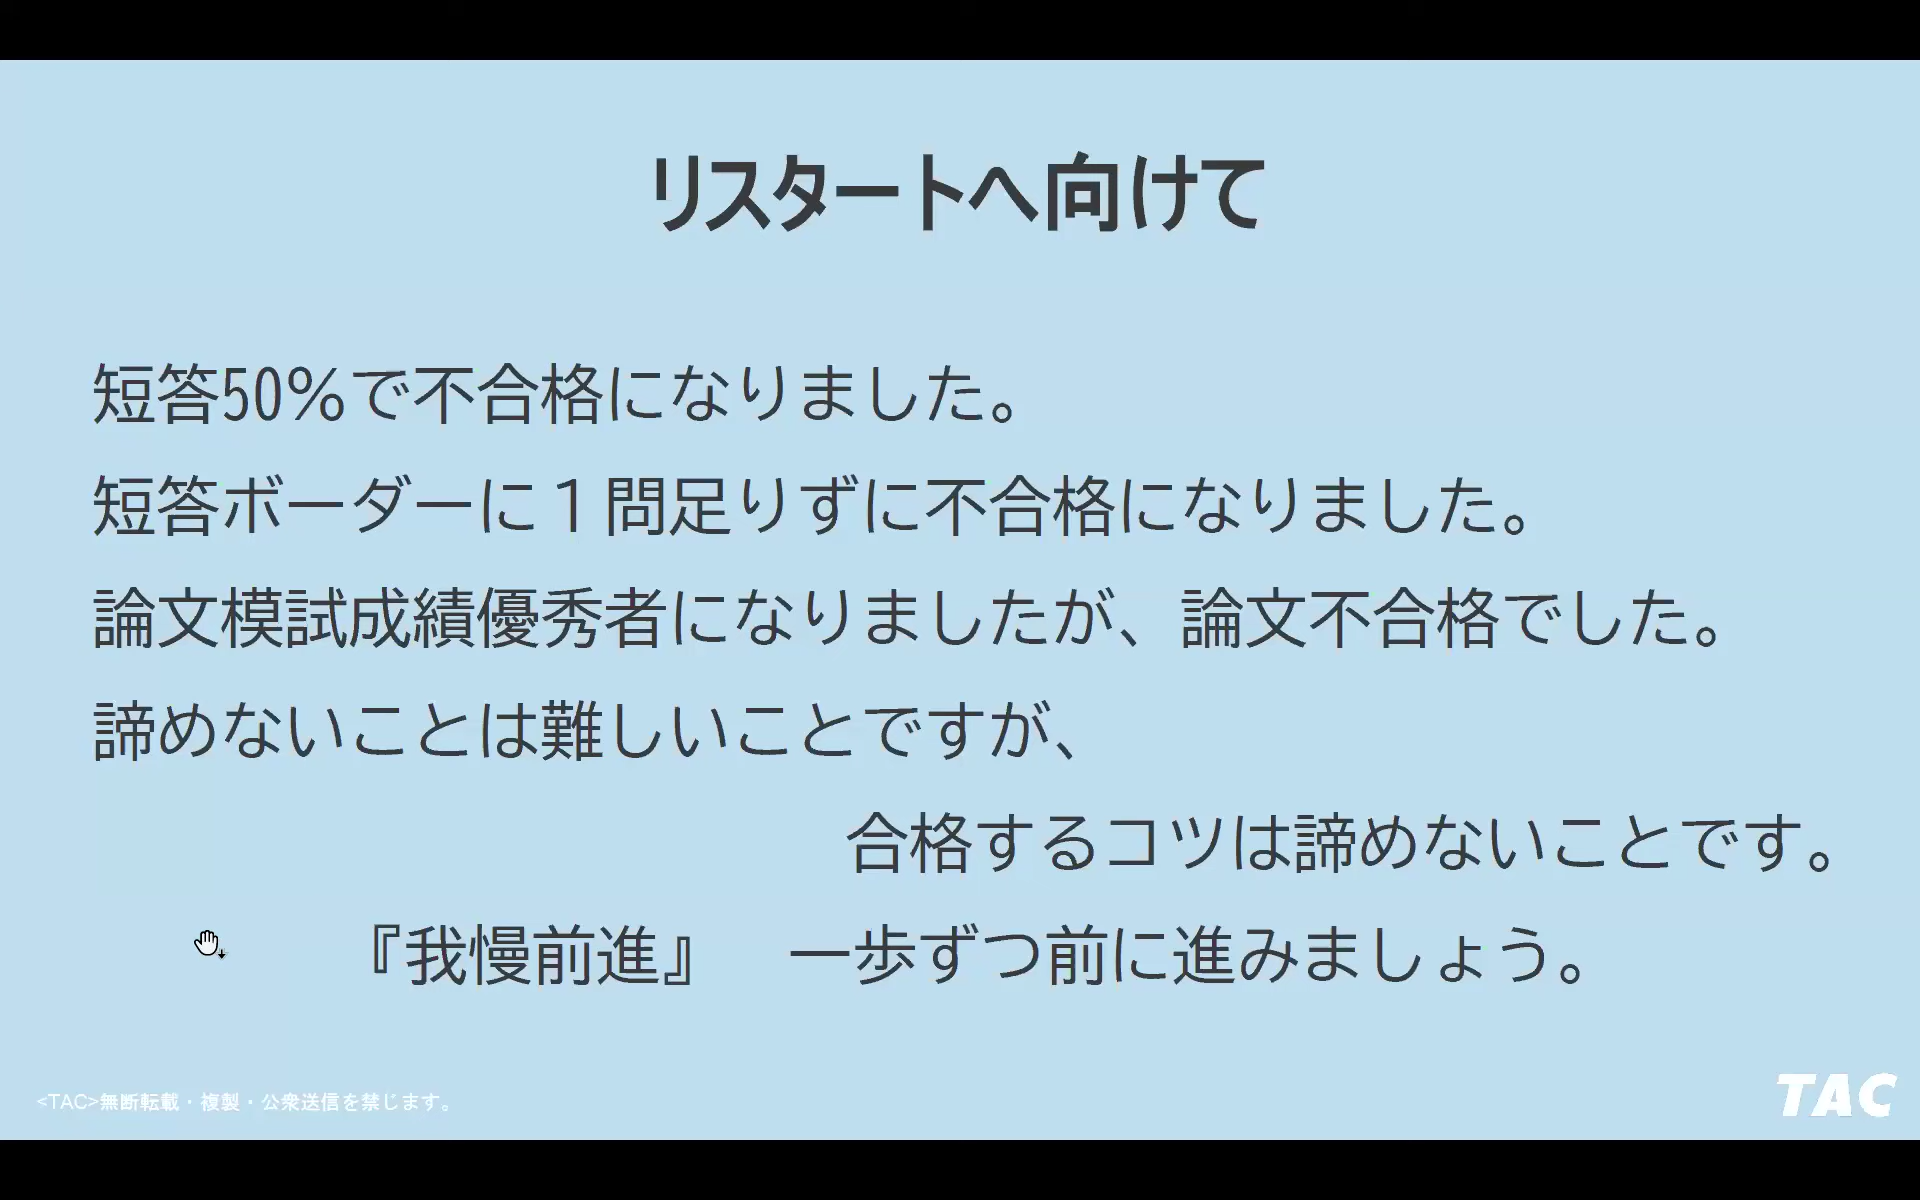 リスタートへ向けて
短答50％で不合格になりました。
短答ボーダーに１問足りずに不合格になりました。
論文模試成績優秀者になりましたが、論文不合格でした。
諦めないことは難しいことですが、
合格するコツは諦めないことです。
『我慢前進』　一歩ずつ前に進みましょう。
<TAC>無断転載・複製・公衆送信を禁じます。
TAC